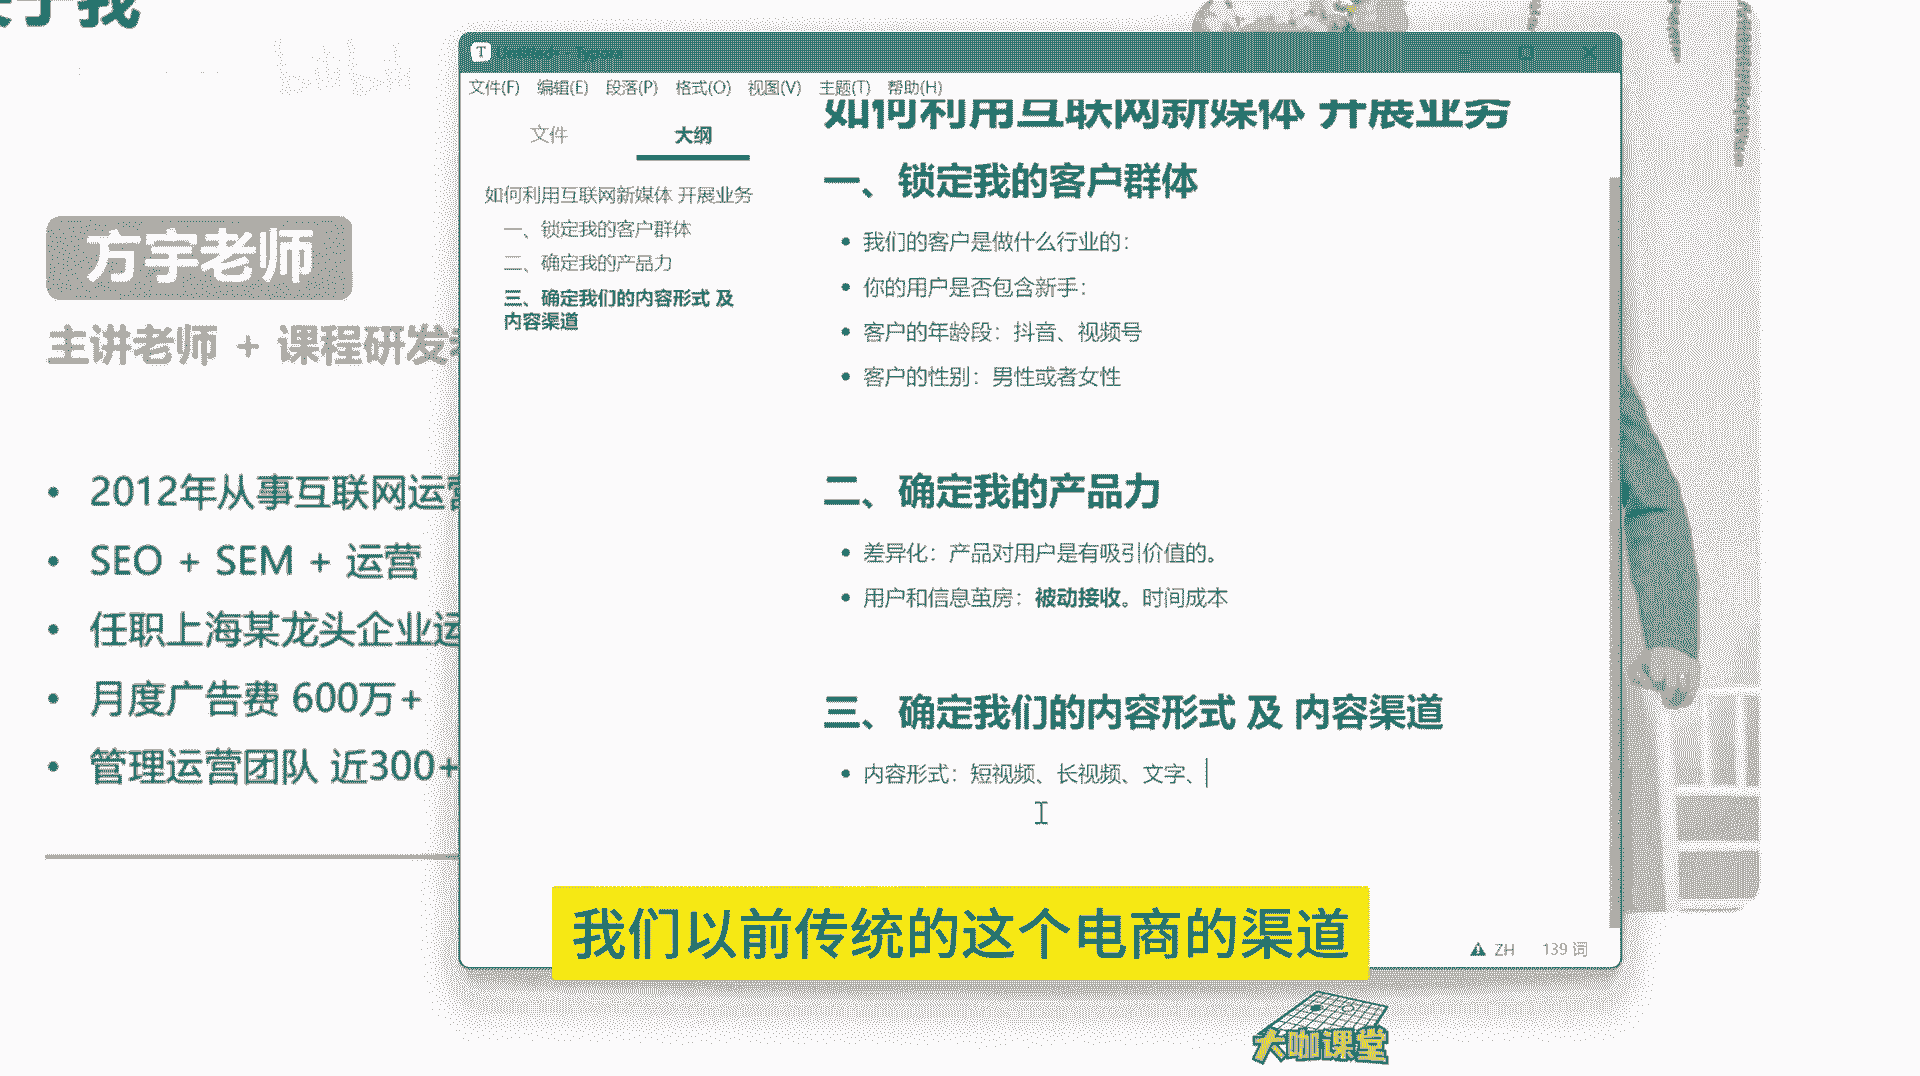 方宇老师
主讲老师 + 课程研发
• 2012年从事互联网运营
• SEO + SEM + 运营
• 任职上海某龙头企业运
• 月度广告费 600万+
• 管理运营团队 近300+
T
文件(F) 编辑(E) 段落(P) 格式(O) 视图(V) 主题(T) 帮助(H)
文件 大纲
如何利用互联网新媒体 开展业务
一、锁定我的客户群体
二、确定我的产品力
三、确定我们的内容形式 及
内容渠道
如何利用互联网新媒体 开展业务
一、锁定我的客户群体
• 我们的客户是做什么行业的：
• 你的用户是否包含新手：
• 客户的年龄段：抖音、视频号
• 客户的性别：男性或者女性
二、确定我的产品力
• 差异化：产品对用户是有吸引价值的。
• 用户和信息茧房：被动接收。时间成本
三、确定我们的内容形式 及 内容渠道
• 内容形式：短视频、长视频、文字、
ZH 139 词
我们以前传统的这个电商的渠道
大咖课堂